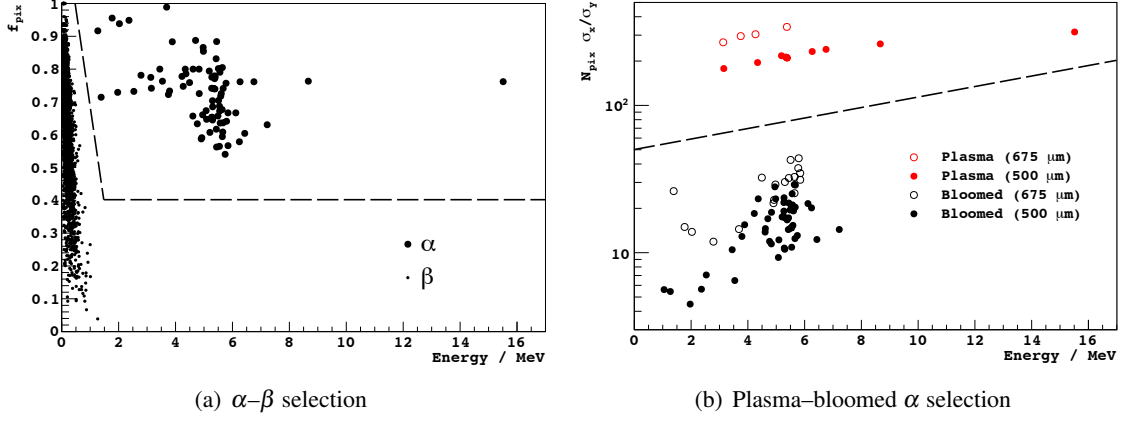 f_pix
1
0.9
0.8
0.7
0.6
0.5
0.4
0.3
0.2
0.1
0
α
β
0 2 4 6 8 10 12 14 16
Energy / MeV
(a) α–β selection
N_pix σ_x/σ_y
10²
10
Plasma (675 μm)
Plasma (500 μm)
Bloomed (675 μm)
Bloomed (500 μm)
0 2 4 6 8 10 12 14 16
Energy / MeV
(b) Plasma–bloomed α selection